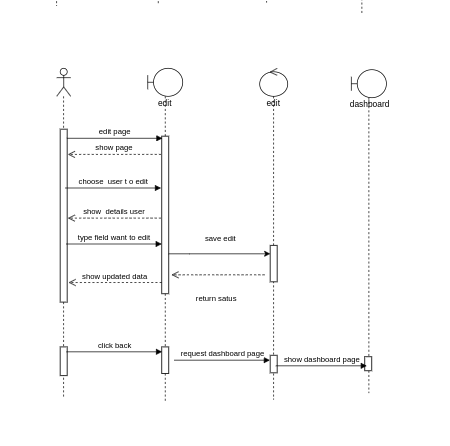 edit
edit
dashboard
edit page
show page
choose user t o edit
show details user
type field want to edit
save edit
show updated data
return satus
click back
request dashboard page
show dashboard page